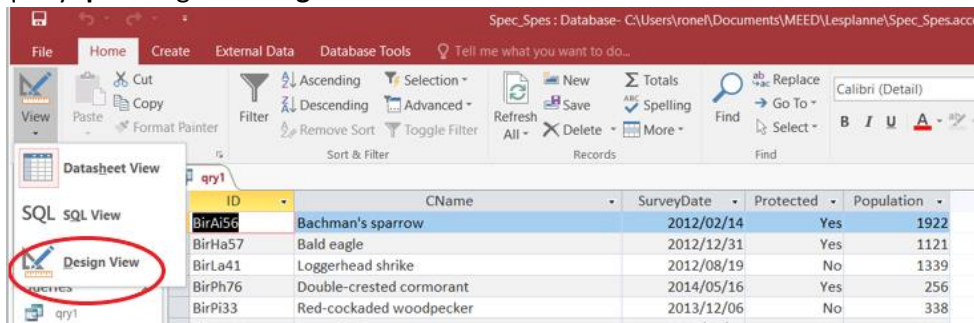 Spec_Spes : Database- C:\Users\ronel\Documents\MEED\Lesplanne\Spec_Spes.acc
File Home Create External Data Database Tools Tell me what you want to do...
View Paste Cut Copy Format Painter
Filter Ascending Descending Remove Sort Selection Advanced Toggle Filter
Refresh All New Save Delete Totals Spelling More
Find Replace Go To Select
Calibri (Detail)
B I U A
Sort & Filter Records Find
Datasheet View
SQL SQL View
Design View
qry1
qry1
ID CName SurveyDate Protected Population
BirAi56 Bachman's sparrow 2012/02/14 Yes 1922
BirHa57 Bald eagle 2012/12/31 Yes 1121
BirLa41 Loggerhead shrike 2012/08/19 No 1339
BirPh76 Double-crested cormorant 2014/05/16 Yes 256
BirPi33 Red-cockaded woodpecker 2013/12/06 No 338